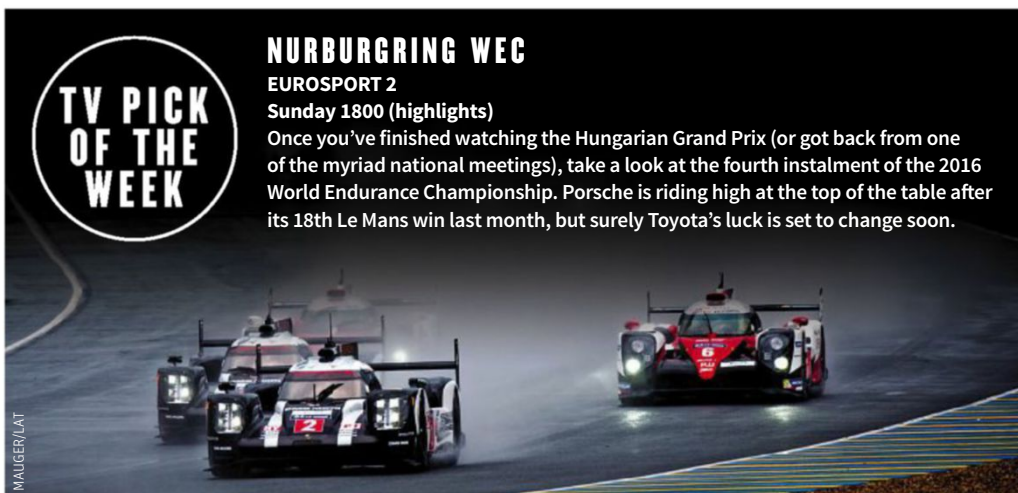 TV PICK
OF THE
WEEK
NURBURGRING WEC
EUROSPORT 2
Sunday 1800 (highlights)
Once you’ve finished watching the Hungarian Grand Prix (or got back from one
of the myriad national meetings), take a look at the fourth instalment of the 2016
World Endurance Championship. Porsche is riding high at the top of the table after
its 18th Le Mans win last month, but surely Toyota’s luck is set to change soon.
2
6
MAUGER/LAT